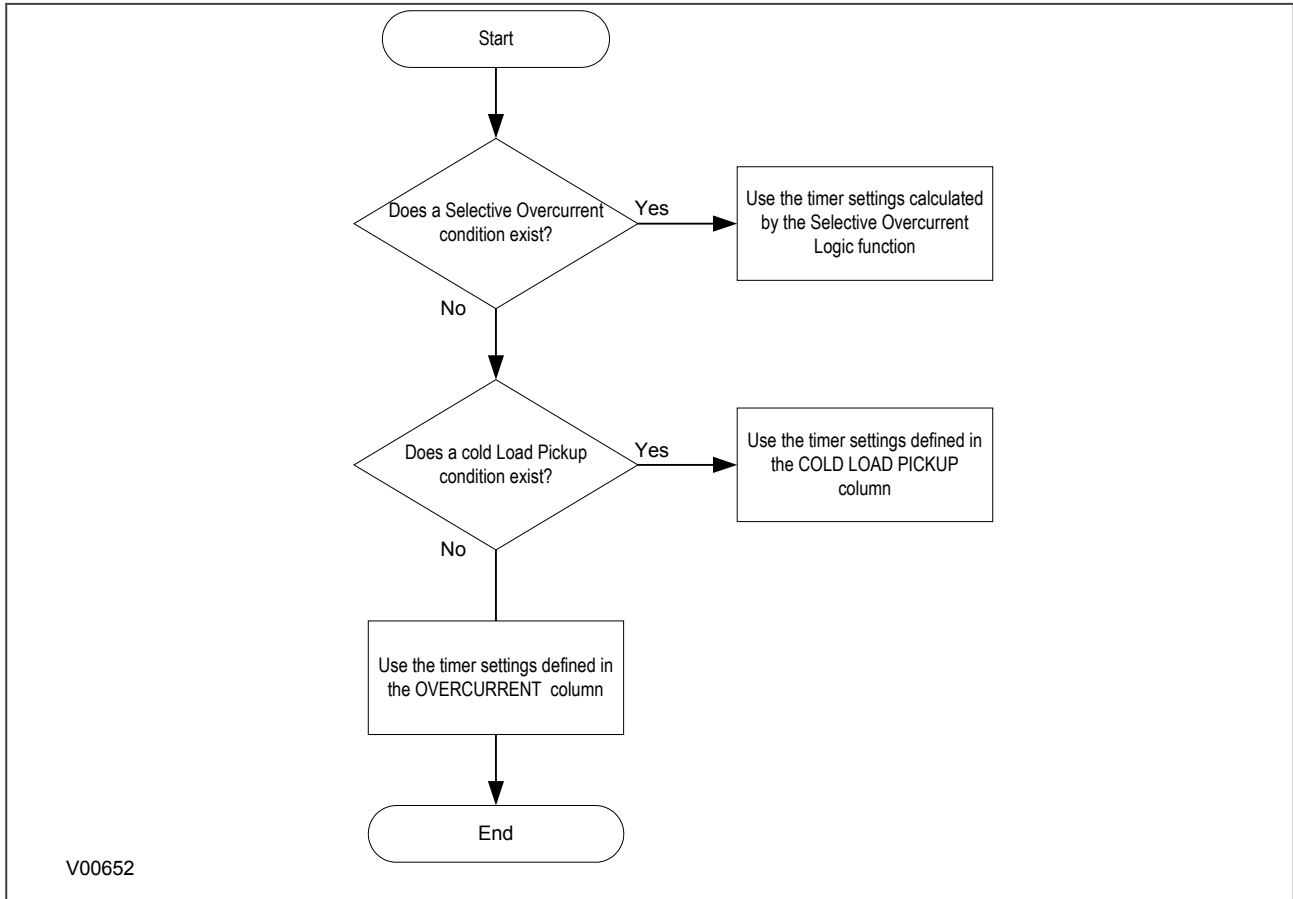 Start
Does a Selective Overcurrent
condition exist?
Yes
Use the timer settings calculated
by the Selective Overcurrent
Logic function
No
Does a cold Load Pickup
condition exist?
Yes
Use the timer settings defined in
the COLD LOAD PICKUP
column
No
Use the timer settings defined in
the OVERCURRENT column
End
V00652